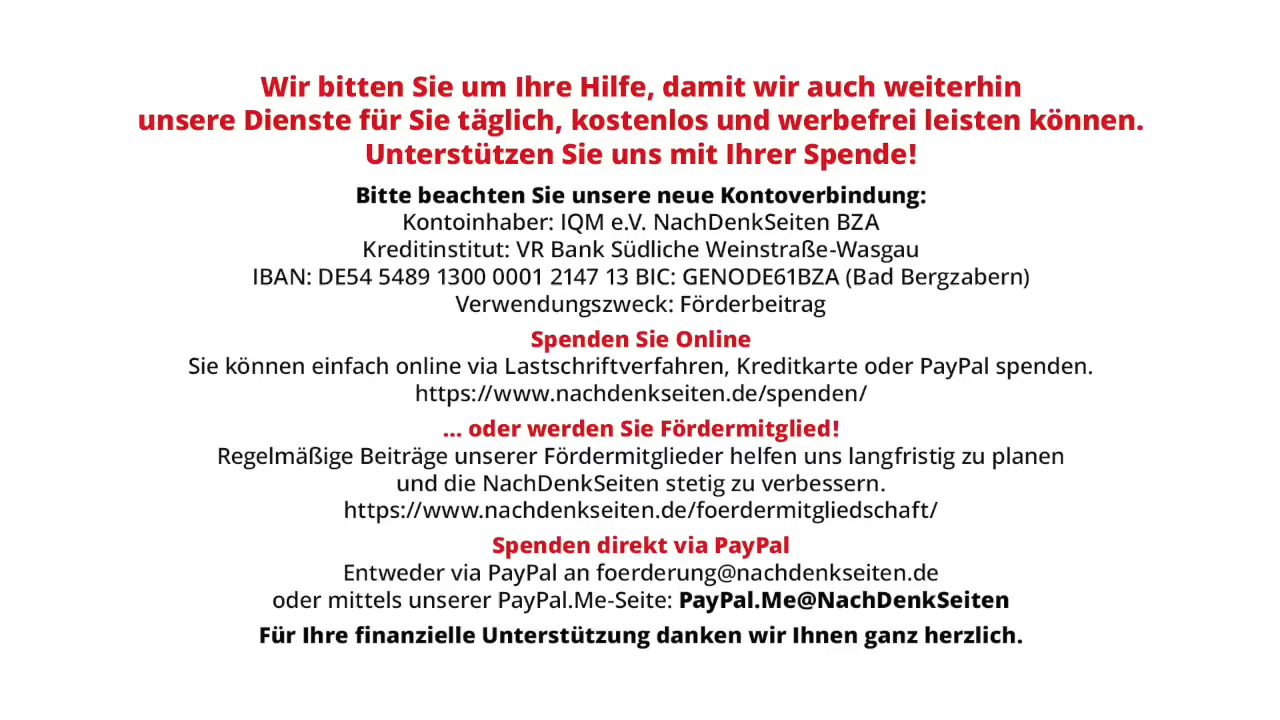 Wir bitten Sie um Ihre Hilfe, damit wir auch weiterhin
unsere Dienste für Sie täglich, kostenlos und werbefrei leisten können.
Unterstützen Sie uns mit Ihrer Spende!
Bitte beachten Sie unsere neue Kontoverbindung:
Kontoinhaber: IQM e.V. NachDenkSeiten BZA
Kreditinstitut: VR Bank Südliche Weinstraße-Wasgau
IBAN: DE54 5489 1300 0001 2147 13 BIC: GENODE61BZA (Bad Bergzabern)
Verwendungszweck: Förderbeitrag
Spenden Sie Online
Sie können einfach online via Lastschriftverfahren, Kreditkarte oder PayPal spenden.
https://www.nachdenkseiten.de/spenden/
... oder werden Sie Fördermitglied!
Regelmäßige Beiträge unserer Fördermitglieder helfen uns langfristig zu planen
und die NachDenkSeiten stetig zu verbessern.
https://www.nachdenkseiten.de/foerdermitgliedschaft/
Spenden direkt via PayPal
Entweder via PayPal an foerderung@nachdenkseiten.de
oder mittels unserer PayPal.Me-Seite: PayPal.Me@NachDenkSeiten
Für Ihre finanzielle Unterstützung danken wir Ihnen ganz herzlich.